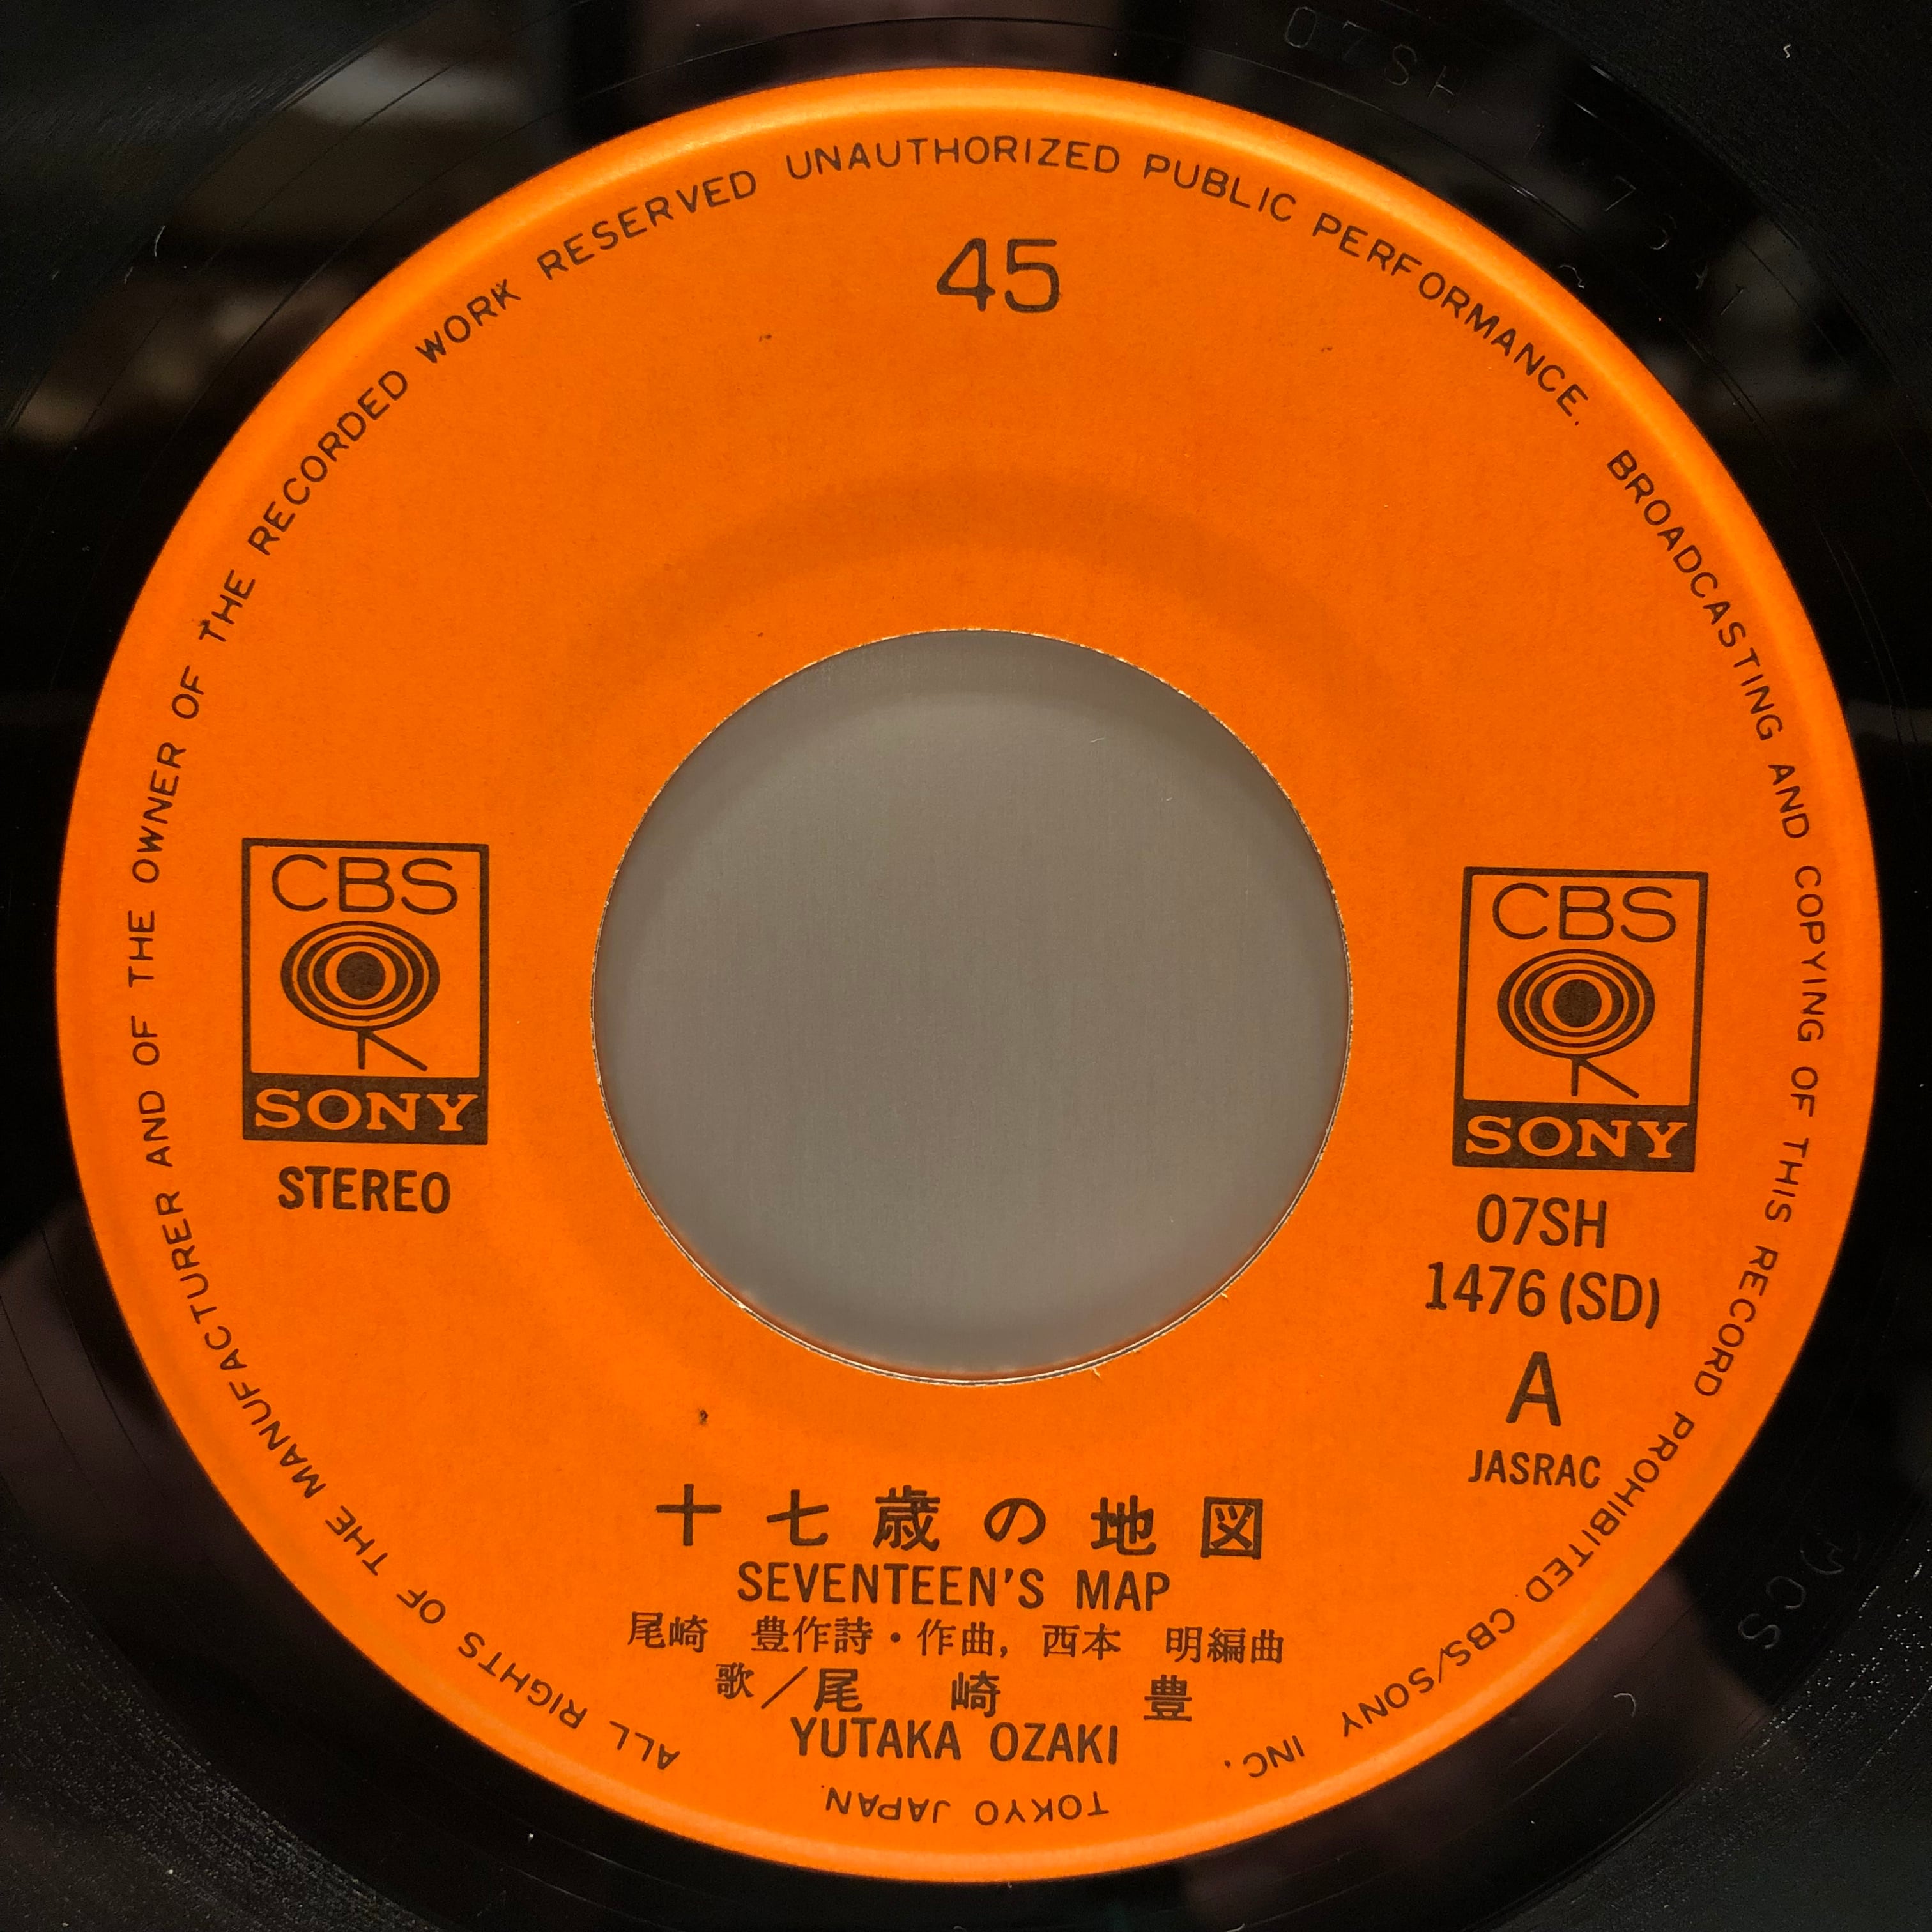 ALL RIGHTS OF THE MANUFACTURER AND OF THE OWNER OF THE RECORDED WORK RESERVED UNAUTHORIZED PUBLIC PERFORMANCE. BROADCASTING AND COPYING OF THIS RECORD PROHIBITED. CBS/SONY INC.
TOKYO JAPAN.
45
CBS
SONY
STEREO
CBS
SONY
07SH
1476 (SD)
A
JASRAC
十七歳の地図
SEVENTEEN'S MAP
尾崎 豊作詩・作曲, 西本 明編曲
歌/尾崎 豊
YUTAKA OZAKI
07SH